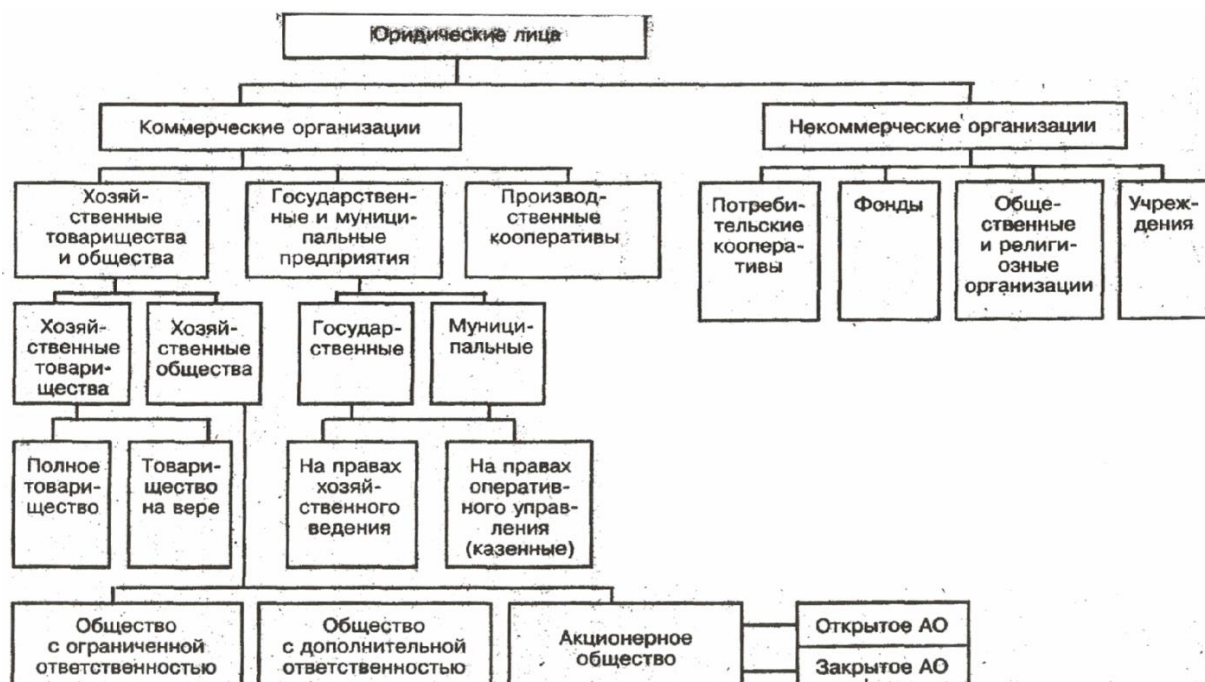 Юридические лица
Коммерческие организации
Некоммерческие организации
Хозяй-
ственные
товарищества
и общества
Государствен-
ные и муници-
пальные
предприятия
Производ-
ственные
кооперативы
Потреби-
тельские
коопера-
тивы
Фонды
Обще-
ственные
и религи-
озные
организации
Учреж-
дения
Хозяй-
ственные
товари-
щества
Хозяй-
ственные
общества
Государ-
ственные
Муници-
пальные
Полное
товари-
щество
Товари-
щество
на вере
На правах
хозяй-
ственного
ведения
На правах
оператив-
ного управ-
ления
(казенные)
Общество
с ограниченной
ответственностью
Общество
с дополнительной
ответственностью
Акционерное
общество
Открытое АО
Закрытое АО